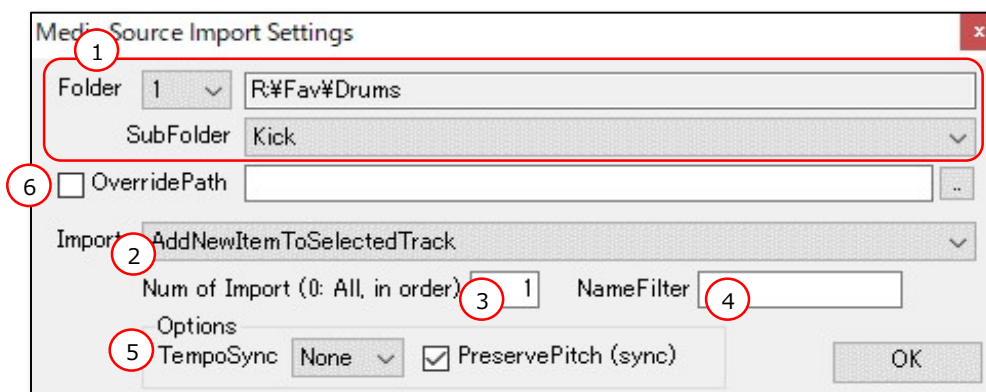 Media Source Import Settings
x
1
Folder 1 R:¥Fav¥Drums
SubFolder Kick
6 OverridePath ..
Import AddNewItemToSelectedTrack
2
Num of Import (0: All, in order) 3 1 NameFilter 4
Options
5 TempoSync None PreservePitch (sync) OK